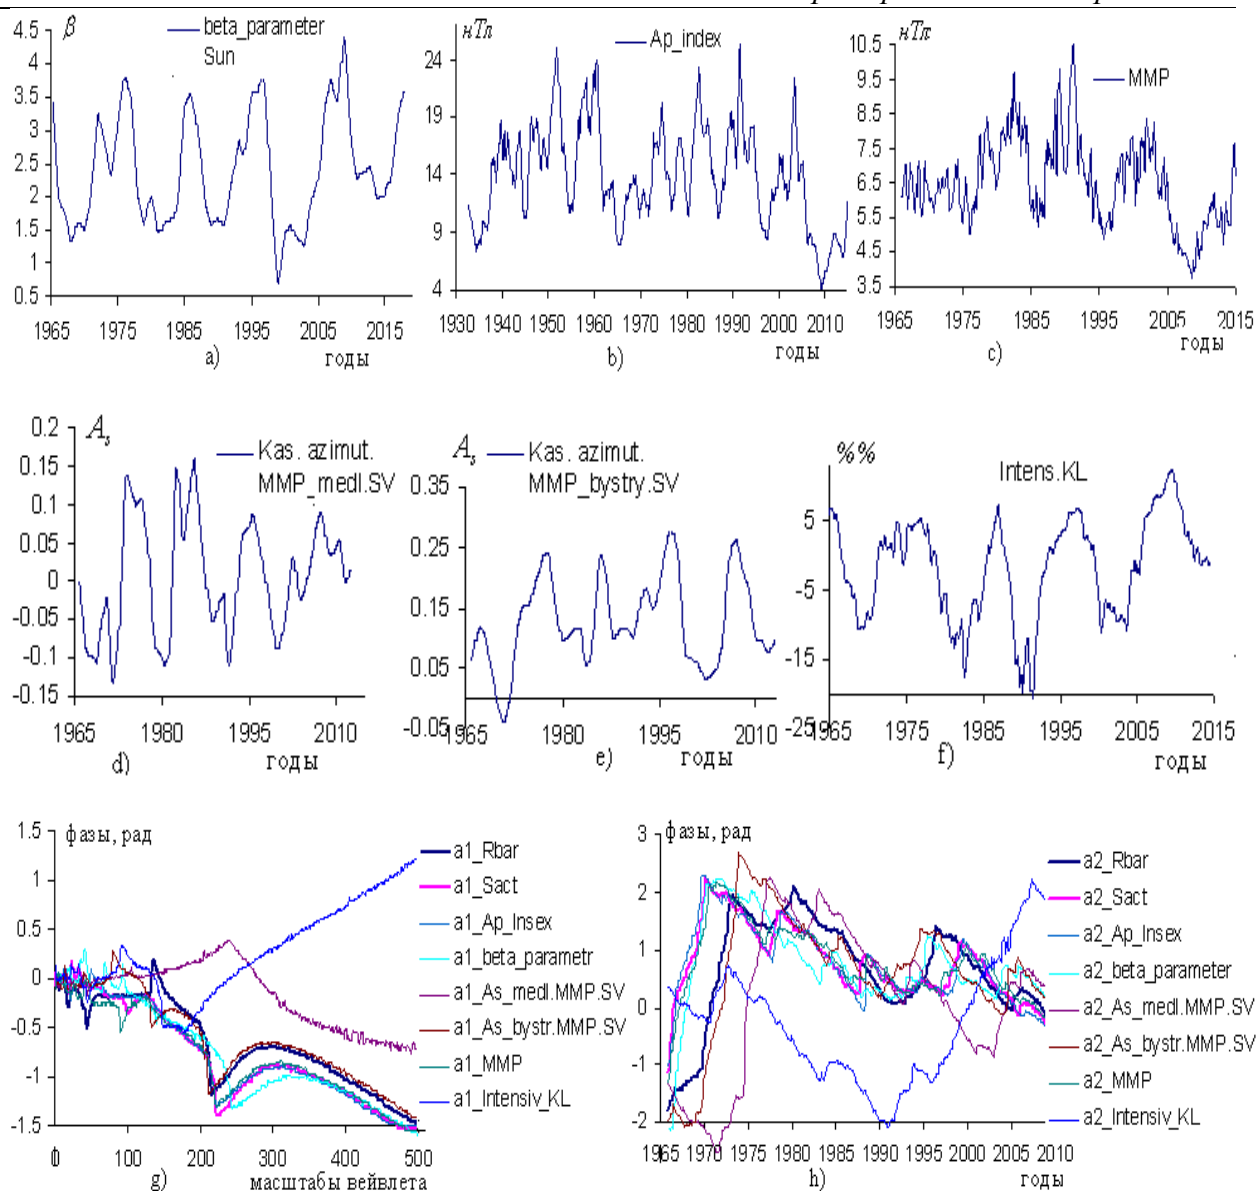 β
beta_parameter
Sun
4.5
4
3.5
3
2.5
2
1.5
1
0.5
1965 1975 1985 1995 2005 2015
a)
годы
нТл
Ap_index
24
19
14
9
4
1930 1940 1950 1960 1970 1980 1990 2000 2010
b)
годы
нТл
MMP
10.5
9.5
8.5
7.5
6.5
5.5
4.5
3.5
1965 1975 1985 1995 2005 2015
c)
годы
As
Kas. azimut.
MMP_medl.SV
0.2
0.15
0.1
0.05
0
-0.05
-0.1
-0.15
1965 1980 1995 2010
d)
годы
As
Kas. azimut.
MMP_bystry.SV
0.35
0.25
0.15
0.05
-0.05
1965 1980 1995 2010
e)
годы
%%
Intens.KL
5
-5
-15
-25
1965 1975 1985 1995 2005 2015
f)
годы
фазы, рад
1.5
1
0.5
0
-0.5
-1
-1.5
0 100 200 300 400 500
g)
масштабы вейвлета
a1_Rbar
a1_Sact
a1_Ap_Insex
a1_beta_parametr
a1_As_medl.MMP.SV
a1_As_bystr.MMP.SV
a1_MMP
a1_Intensiv_KL
фазы, рад
3
2
1
0
-1
-2
1965 1970 1975 1980 1985 1990 1995 2000 2005 2010
h)
годы
a2_Rbar
a2_Sact
a2_Ap_Insex
a2_beta_parameter
a2_As_medl.MMP.SV
a2_As_bystr.MMP.SV
a2_MMP
a2_Intensiv_KL